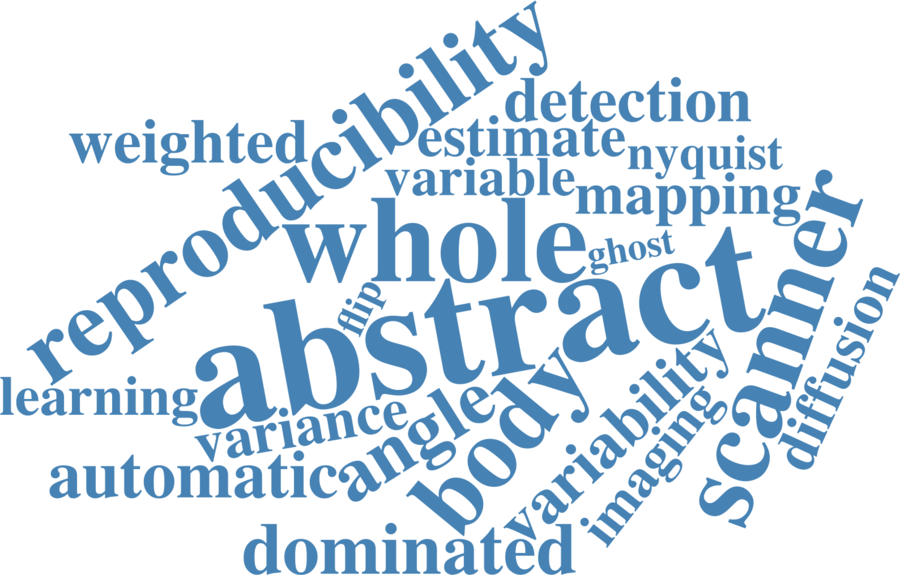 reproducibility
detection
weighted
estimate
nyquist
variable
mapping
whole
ghost
scanner
abstract
flip
diffusion
learning
variance
angle
body
variability
imaging
automatic
dominated